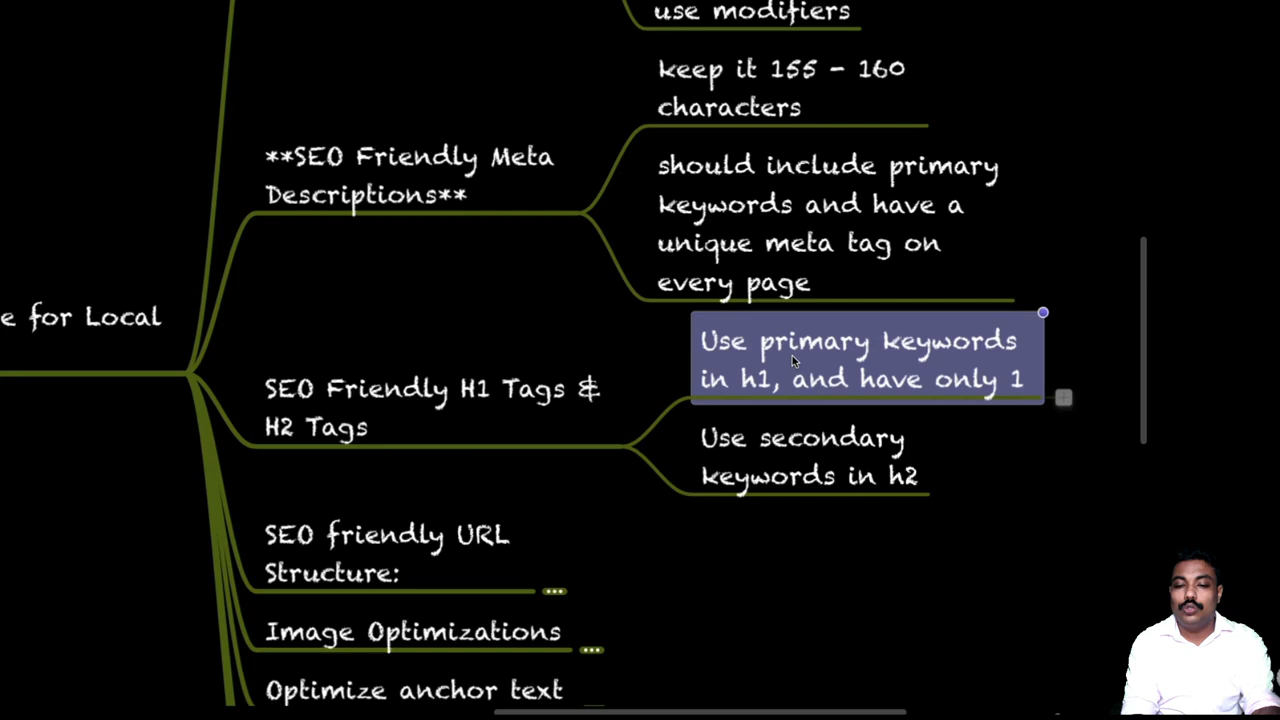 use modifiers
keep it 155 - 160
characters
**SEO Friendly Meta
Descriptions**
should include primary
keywords and have a
unique meta tag on
every page
e for Local
Use primary keywords
in h1, and have only 1
SEO Friendly H1 Tags &
H2 Tags
Use secondary
keywords in h2
SEO friendly URL
Structure:
Image Optimizations
Optimize anchor text